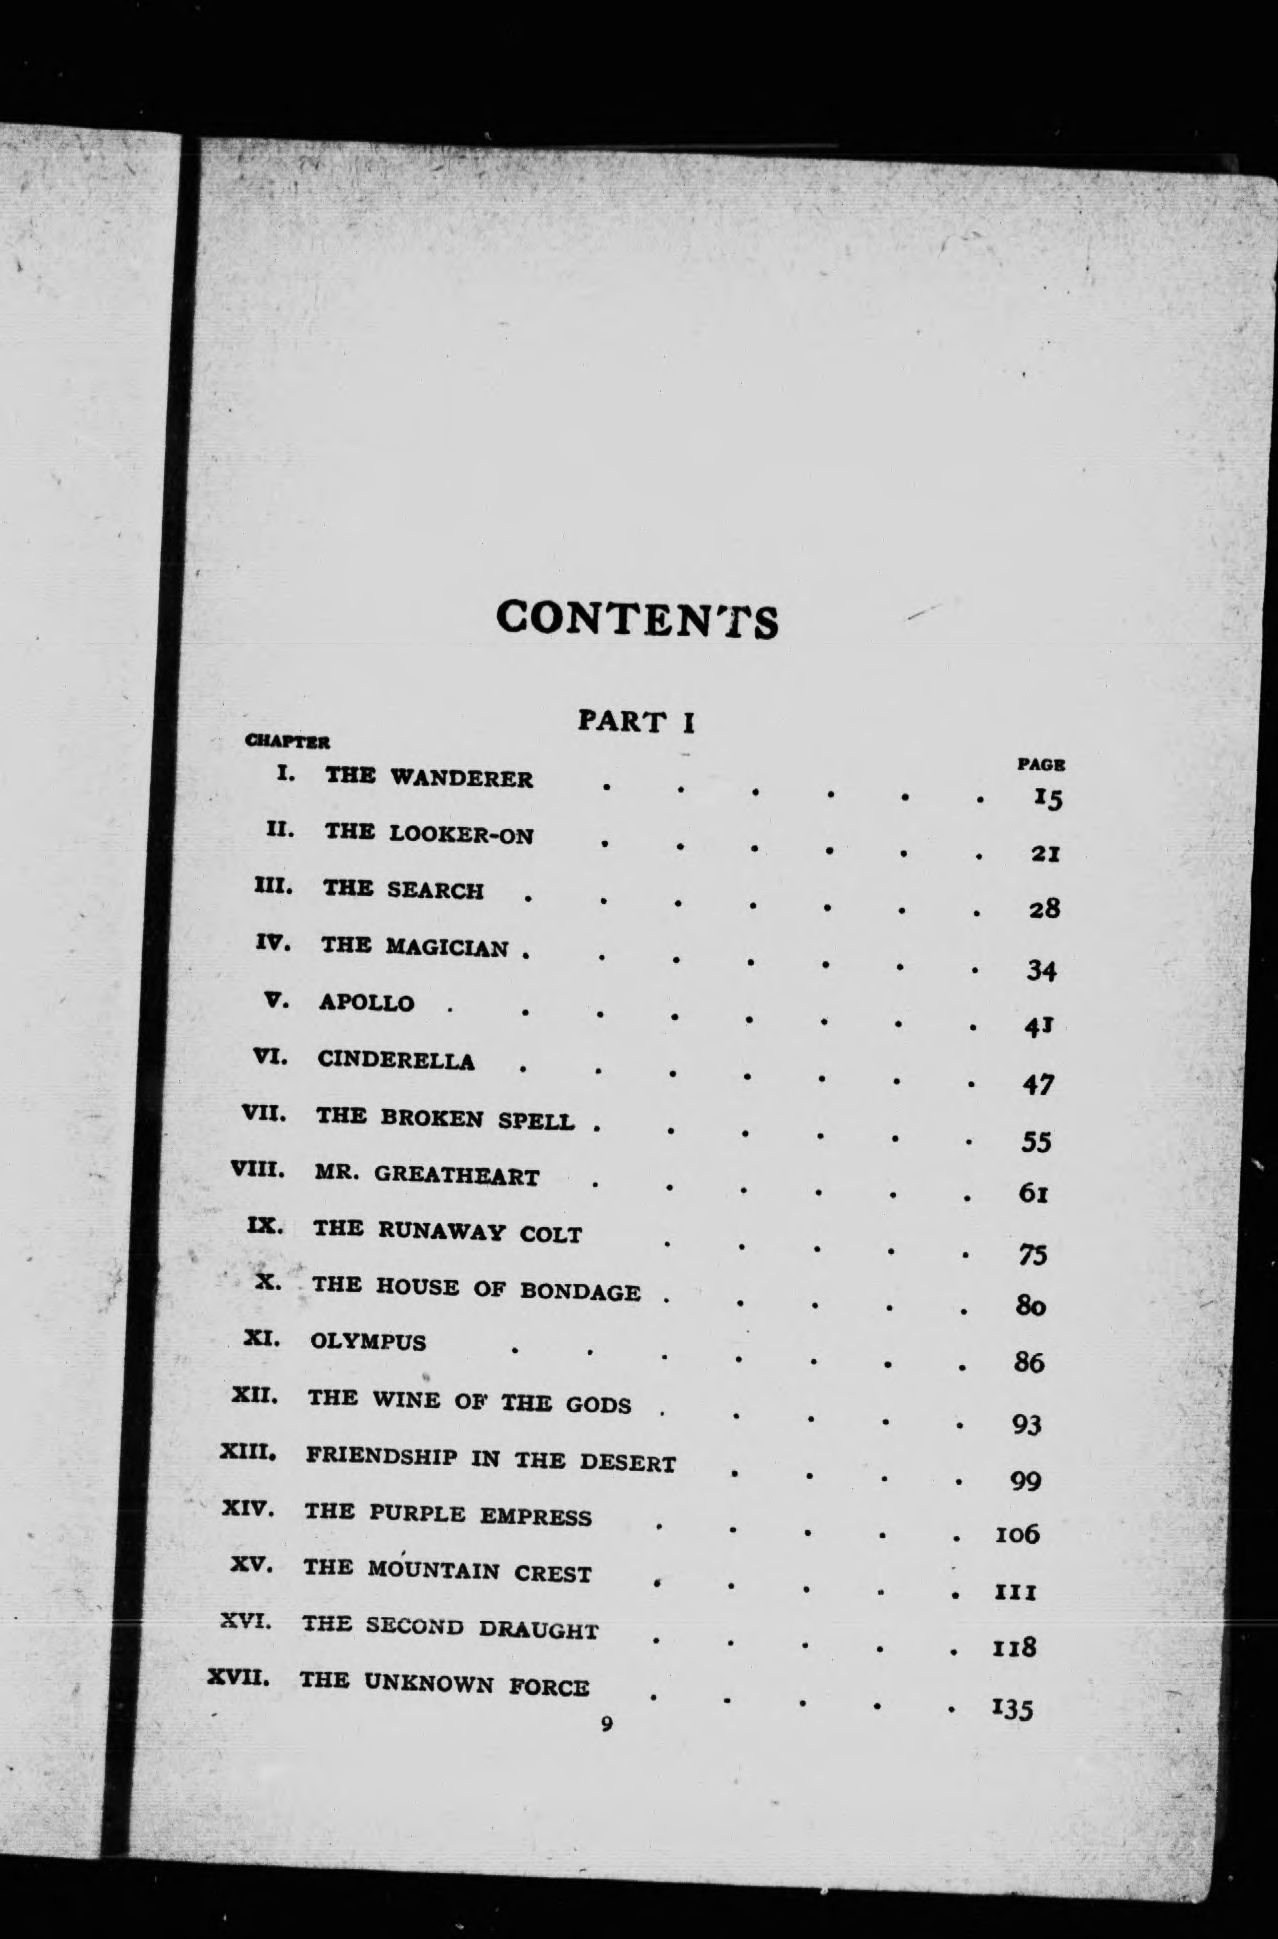 CONTENTS
PART I
CHAPTER PAGE
I. THE WANDERER . . . . . . 15
II. THE LOOKER-ON . . . . . . 21
III. THE SEARCH . . . . . . . 28
IV. THE MAGICIAN . . . . . . . 34
V. APOLLO . . . . . . . . 41
VI. CINDERELLA . . . . . . . 47
VII. THE BROKEN SPELL . . . . . . 55
VIII. MR. GREATHEART . . . . . . 61
IX. THE RUNAWAY COLT . . . . . 75
X. THE HOUSE OF BONDAGE . . . . . 80
XI. OLYMPUS . . . . . . . 86
XII. THE WINE OF THE GODS . . . . . 93
XIII. FRIENDSHIP IN THE DESERT . . . . 99
XIV. THE PURPLE EMPRESS . . . . . 106
XV. THE MOUNTAIN CREST . . . . . 111
XVI. THE SECOND DRAUGHT . . . . . 118
XVII. THE UNKNOWN FORCE . . . . . 135
9